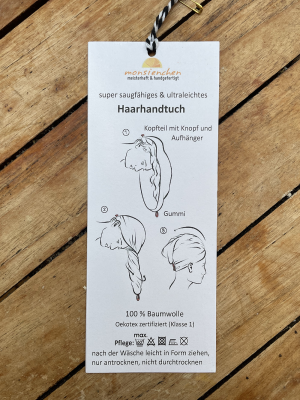 monsienchen
meisterhaft & handgefertigt
super saugfähiges & ultraleichtes
Haarhandtuch
Kopfteil mit Knopf und
Aufhänger
1
Gummi
2
3
100 % Baumwolle
Oekotex zertifiziert (Klasse 1)
max.
Pflege:
nach der Wäsche leicht in Form ziehen,
nur antrocknen, nicht durchtrocknen